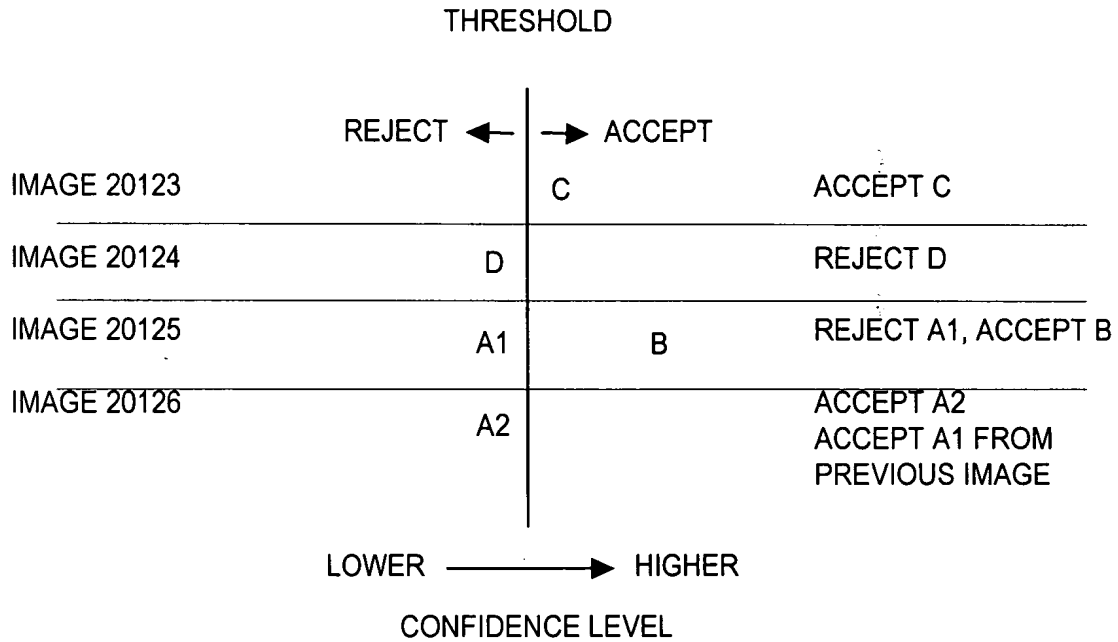 THRESHOLD
REJECT ACCEPT
IMAGE 20123 C ACCEPT C
IMAGE 20124 D REJECT D
IMAGE 20125 A1 B REJECT A1, ACCEPT B
IMAGE 20126 A2 ACCEPT A2
ACCEPT A1 FROM
PREVIOUS IMAGE
LOWER HIGHER
CONFIDENCE LEVEL